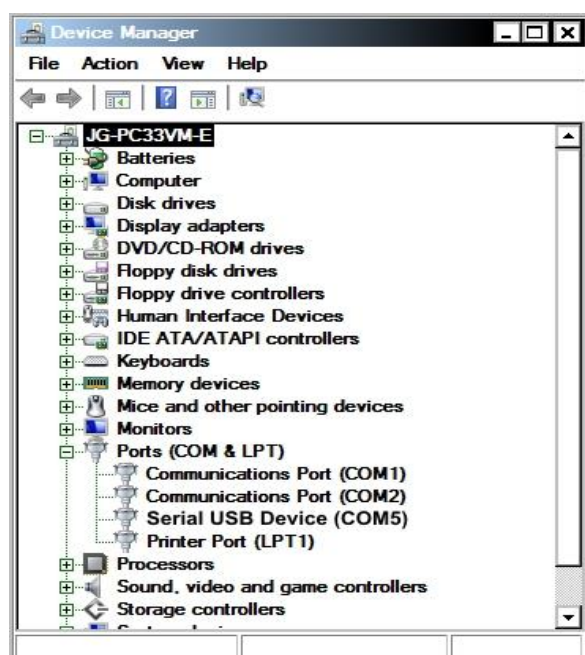 Device Manager
File Action View Help
JG-PC33VM-E
Batteries
Computer
Disk drives
Display adapters
DVD/CD-ROM drives
Floppy disk drives
Floppy drive controllers
Human Interface Devices
IDE ATA/ATAPI controllers
Keyboards
Memory devices
Mice and other pointing devices
Monitors
Ports (COM & LPT)
Communications Port (COM1)
Communications Port (COM2)
Serial USB Device (COM5)
Printer Port (LPT1)
Processors
Sound, video and game controllers
Storage controllers